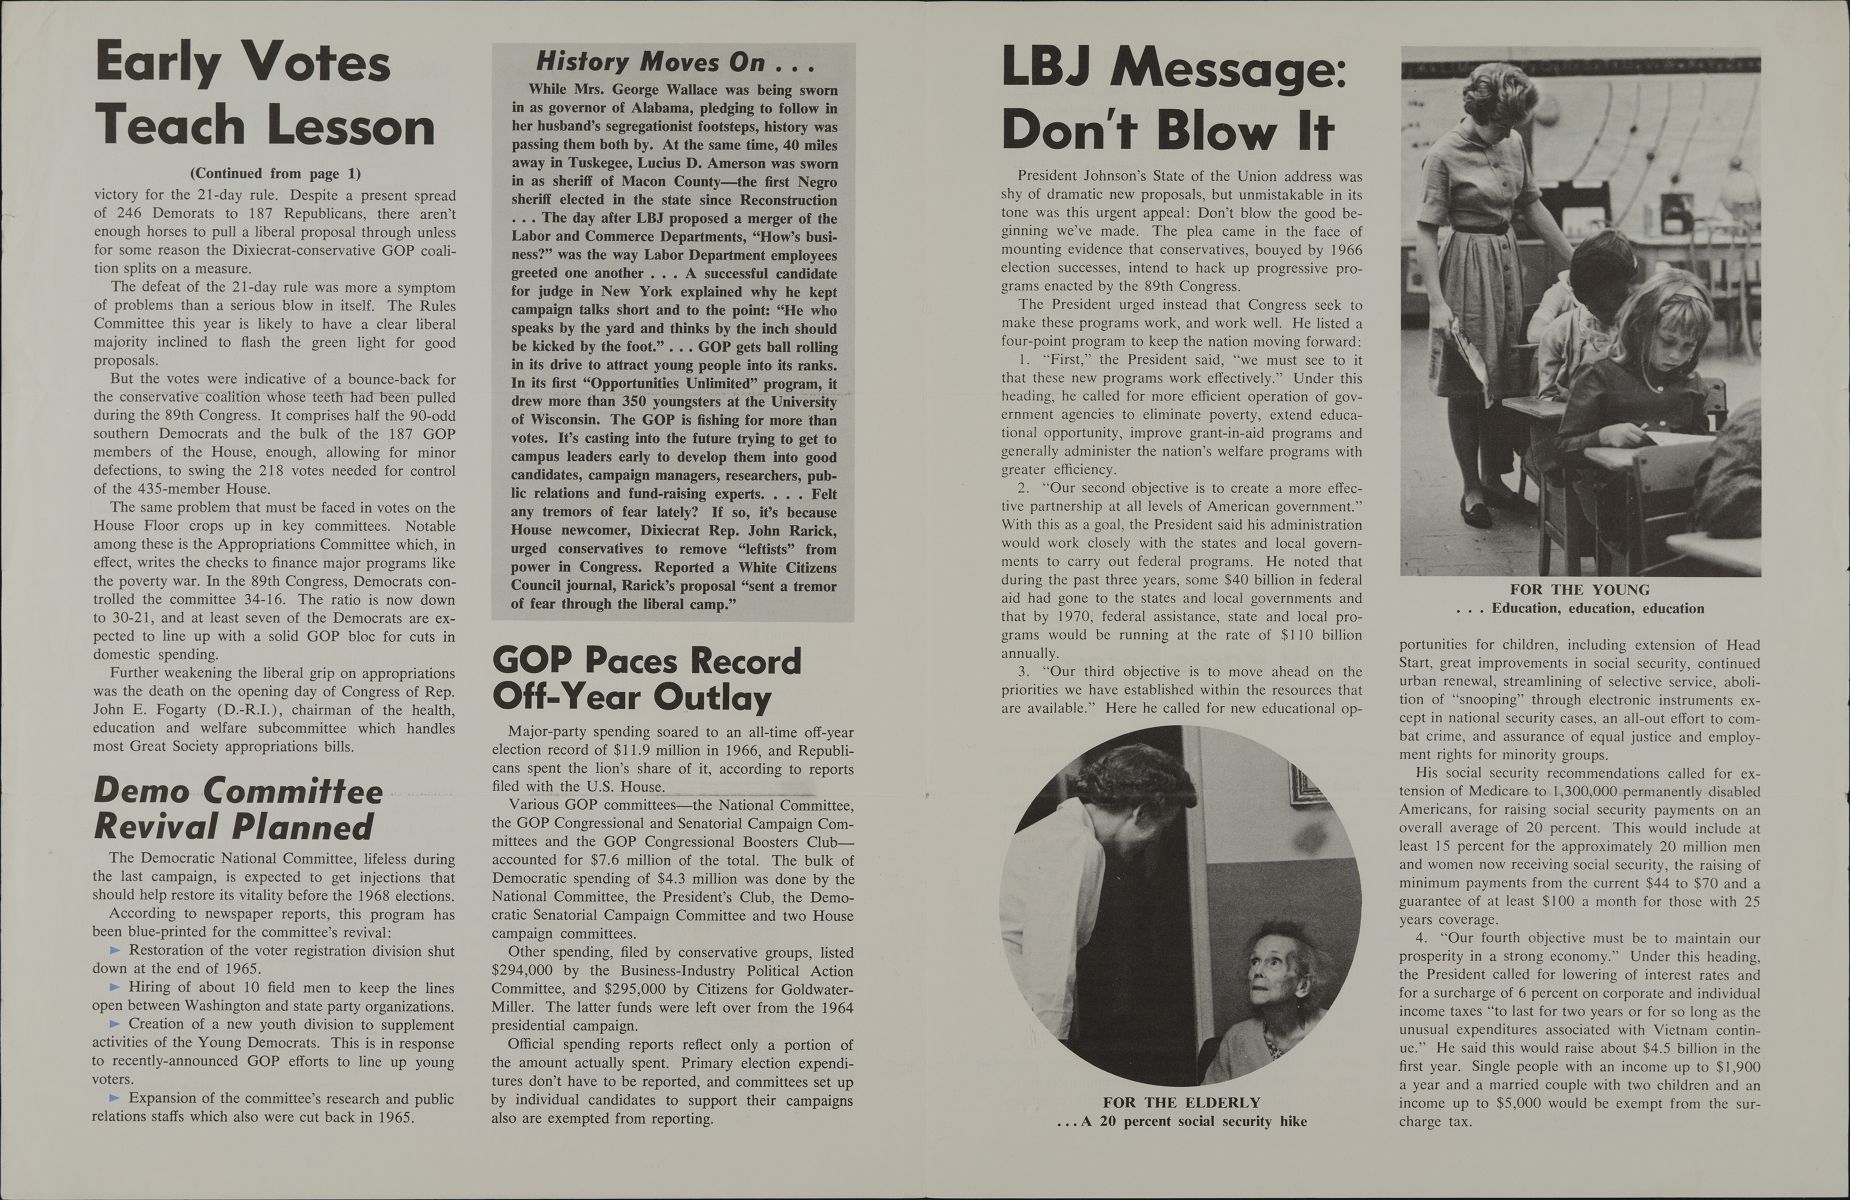 Early Votes
Teach Lesson
(Continued from page 1)
victory for the 21-day rule. Despite a present spread
of 246 Demorats to 187 Republicans, there aren't
enough horses to pull a liberal proposal through unless
for some reason the Dixiecrat-conservative GOP coali-
tion splits on a measure.
The defeat of the 21-day rule was more a symptom
of problems than a serious blow in itself. The Rules
Committee this year is likely to have a clear liberal
majority inclined to flash the green light for good
proposals.
But the votes were indicative of a bounce-back for
the conservative coalition whose teeth had been pulled
during the 89th Congress. It comprises half the 90-odd
southern Democrats and the bulk of the 187 GOP
members of the House, enough, allowing for minor
defections, to swing the 218 votes needed for control
of the 435-member House.
The same problem that must be faced in votes on the
House Floor crops up in key committees. Notable
among these is the Appropriations Committee which, in
effect, writes the checks to finance major programs like
the poverty war. In the 89th Congress, Democrats con-
trolled the committee 34-16. The ratio is now down
to 30-21, and at least seven of the Democrats are ex-
pected to line up with a solid GOP bloc for cuts in
domestic spending.
Further weakening the liberal grip on appropriations
was the death on the opening day of Congress of Rep.
John E. Fogarty (D.-R.I.), chairman of the health,
education and welfare subcommittee which handles
most Great Society appropriations bills.
Demo Committee
Revival Planned
The Democratic National Committee, lifeless during
the last campaign, is expected to get injections that
should help restore its vitality before the 1968 elections.
According to newspaper reports, this program has
been blue-printed for the committee's revival:
► Restoration of the voter registration division shut
down at the end of 1965.
► Hiring of about 10 field men to keep the lines
open between Washington and state party organizations.
► Creation of a new youth division to supplement
activities of the Young Democrats. This is in response
to recently-announced GOP efforts to line up young
voters.
► Expansion of the committee's research and public
relations staffs which also were cut back in 1965.
History Moves On . . .
While Mrs. George Wallace was being sworn
in as governor of Alabama, pledging to follow in
her husband's segregationist footsteps, history was
passing them both by. At the same time, 40 miles
away in Tuskegee, Lucius D. Amerson was sworn
in as sheriff of Macon County—the first Negro
sheriff elected in the state since Reconstruction
. . . The day after LBJ proposed a merger of the
Labor and Commerce Departments, "How's busi-
ness?" was the way Labor Department employees
greeted one another . . . A successful candidate
for judge in New York explained why he kept
campaign talks short and to the point: "He who
speaks by the yard and thinks by the inch should
be kicked by the foot." . . . GOP gets ball rolling
in its drive to attract young people into its ranks.
In its first "Opportunities Unlimited" program, it
drew more than 350 youngsters at the University
of Wisconsin. The GOP is fishing for more than
votes. It's casting into the future trying to get to
campus leaders early to develop them into good
candidates, campaign managers, researchers, pub-
lic relations and fund-raising experts. . . . Felt
any tremors of fear lately? If so, it's because
House newcomer, Dixiecrat Rep. John Rarick,
urged conservatives to remove "leftists" from
power in Congress. Reported a White Citizens
Council journal, Rarick's proposal "sent a tremor
of fear through the liberal camp."
GOP Paces Record
Off-Year Outlay
Major-party spending soared to an all-time off-year
election record of $11.9 million in 1966, and Republi-
cans spent the lion's share of it, according to reports
filed with the U.S. House.
Various GOP committees—the National Committee,
the GOP Congressional and Senatorial Campaign Com-
mittees and the GOP Congressional Boosters Club—
accounted for $7.6 million of the total. The bulk of
Democratic spending of $4.3 million was done by the
National Committee, the President's Club, the Demo-
cratic Senatorial Campaign Committee and two House
campaign committees.
Other spending, filed by conservative groups, listed
$294,000 by the Business-Industry Political Action
Committee, and $295,000 by Citizens for Goldwater-
Miller. The latter funds were left over from the 1964
presidential campaign.
Official spending reports reflect only a portion of
the amount actually spent. Primary election expendi-
tures don't have to be reported, and committees set up
by individual candidates to support their campaigns
also are exempted from reporting.
LBJ Message:
Don't Blow It
President Johnson's State of the Union address was
shy of dramatic new proposals, but unmistakable in its
tone was this urgent appeal: Don't blow the good be-
ginning we've made. The plea came in the face of
mounting evidence that conservatives, bouyed by 1966
election successes, intend to hack up progressive pro-
grams enacted by the 89th Congress.
The President urged instead that Congress seek to
make these programs work, and work well. He listed a
four-point program to keep the nation moving forward:
1. "First," the President said, "we must see to it
that these new programs work effectively." Under this
heading, he called for more efficient operation of gov-
ernment agencies to eliminate poverty, extend educa-
tional opportunity, improve grant-in-aid programs and
generally administer the nation's welfare programs with
greater efficiency.
2. "Our second objective is to create a more effec-
tive partnership at all levels of American government."
With this as a goal, the President said his administration
would work closely with the states and local govern-
ments to carry out federal programs. He noted that
during the past three years, some $40 billion in federal
aid had gone to the states and local governments and
that by 1970, federal assistance, state and local pro-
grams would be running at the rate of $110 billion
annually.
3. "Our third objective is to move ahead on the
priorities we have established within the resources that
are available." Here he called for new educational op-
FOR THE ELDERLY
. . . A 20 percent social security hike
FOR THE YOUNG
. . . Education, education, education
portunities for children, including extension of Head
Start, great improvements in social security, continued
urban renewal, streamlining of selective service, aboli-
tion of "snooping" through electronic instruments ex-
cept in national security cases, an all-out effort to com-
bat crime, and assurance of equal justice and employ-
ment rights for minority groups.
His social security recommendations called for ex-
tension of Medicare to 1,300,000 permanently disabled
Americans, for raising social security payments on an
overall average of 20 percent. This would include at
least 15 percent for the approximately 20 million men
and women now receiving social security, the raising of
minimum payments from the current $44 to $70 and a
guarantee of at least $100 a month for those with 25
years coverage.
4. "Our fourth objective must be to maintain our
prosperity in a strong economy." Under this heading,
the President called for lowering of interest rates and
for a surcharge of 6 percent on corporate and individual
income taxes "to last for two years or for so long as the
unusual expenditures associated with Vietnam contin-
ue." He said this would raise about $4.5 billion in the
first year. Single people with an income up to $1,900
a year and a married couple with two children and an
income up to $5,000 would be exempt from the sur-
charge tax.